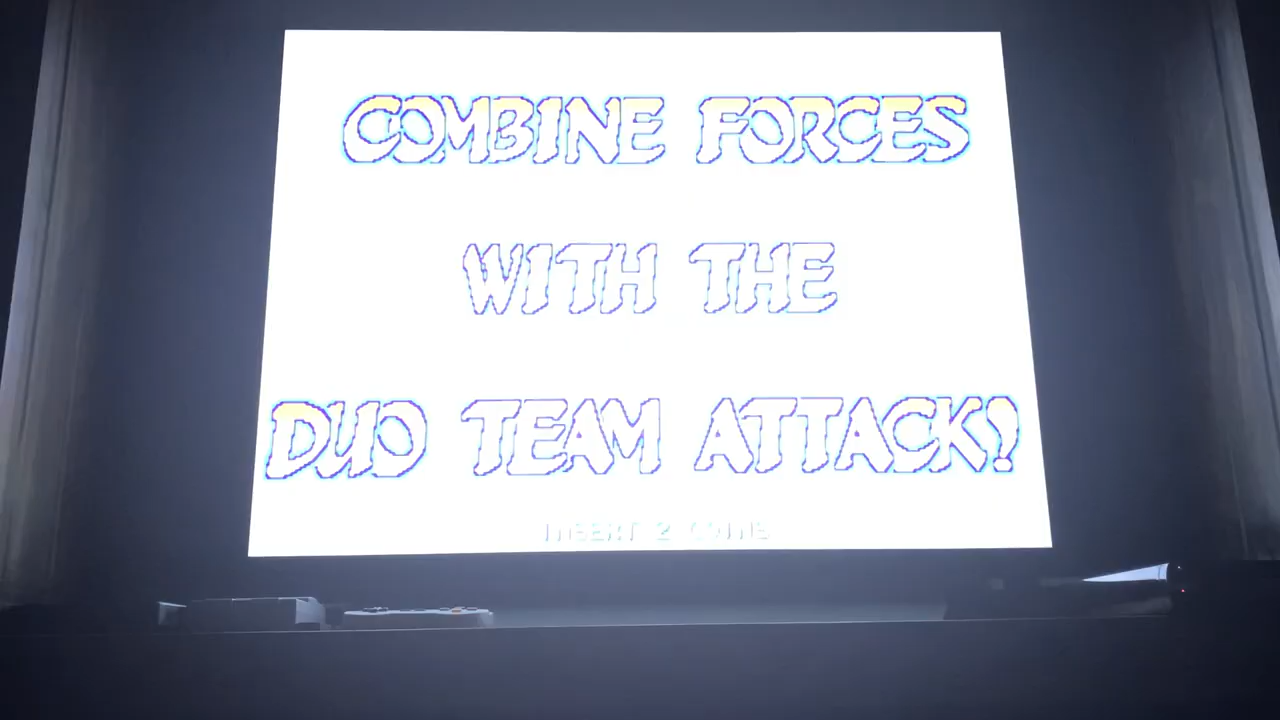 COMBINE FORCES
WITH THE
DUO TEAM ATTACK!
INSERT 2 COINS